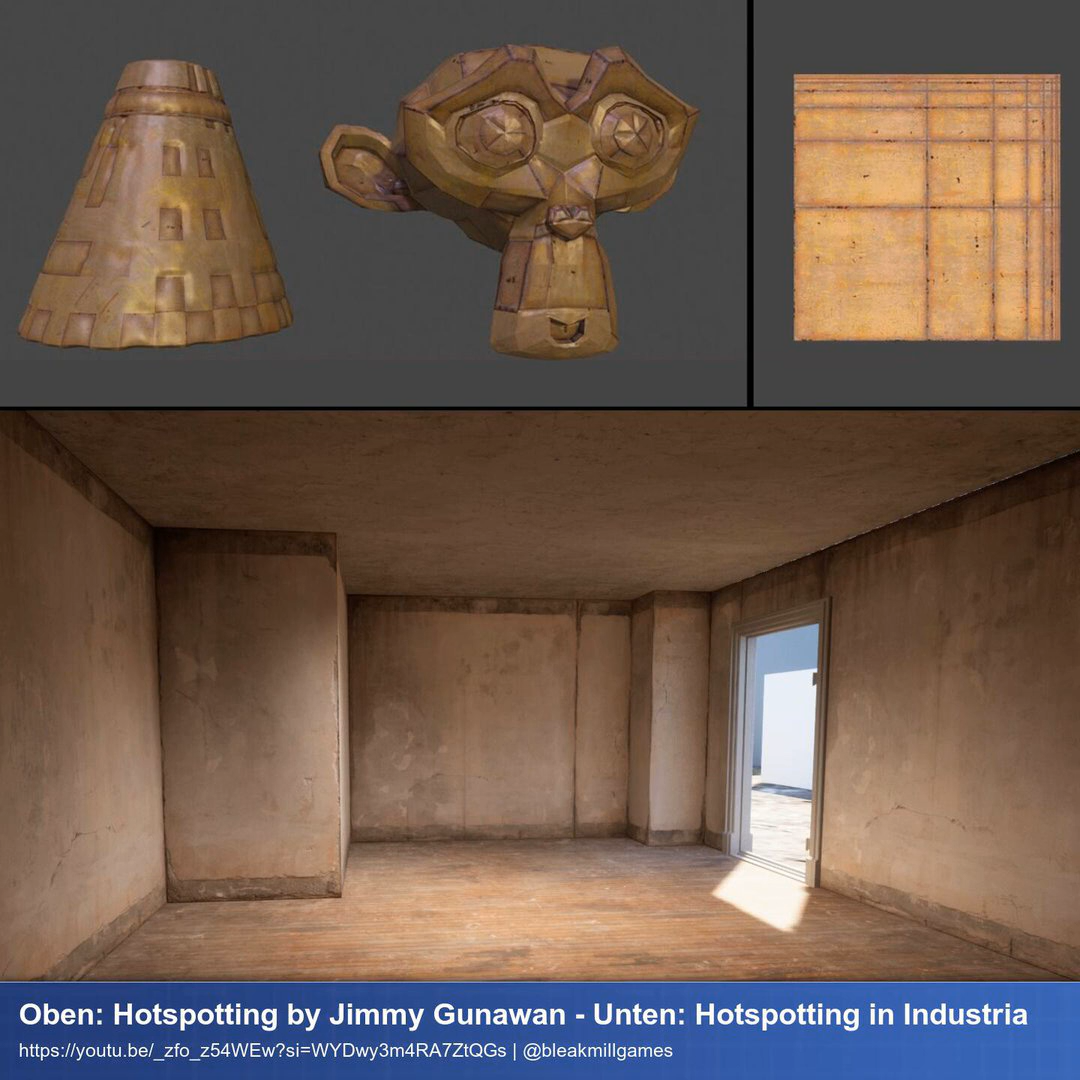 Oben: Hotspotting by Jimmy Gunawan - Unten: Hotspotting in Industria
https://youtu.be/_zfo_z54WEw?si=WYDwy3m4RA7ZtQGs | @bleakmillgames